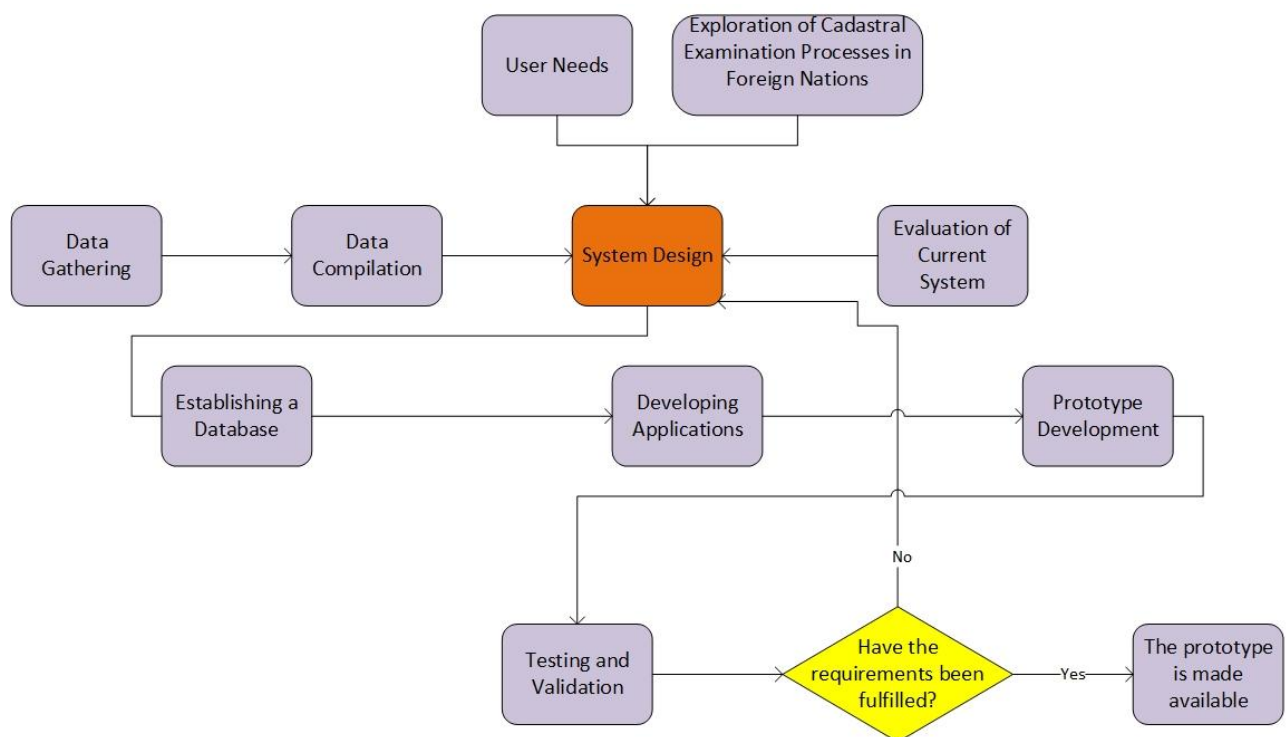 User Needs
Exploration of Cadastral
Examination Processes in
Foreign Nations
Data
Gathering
Data
Compilation
System Design
Evaluation of
Current
System
Establishing a
Database
Developing
Applications
Prototype
Development
No
Testing and
Validation
Have the
requirements been
fulfilled?
Yes
The prototype
is made
available